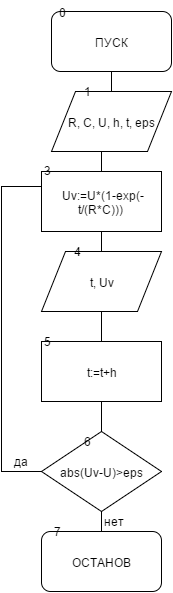 0
ПУСК
1
R, C, U, h, t, eps
3
Uv:=U*(1-exp(-
t/(R*C)))
4
t, Uv
5
t:=t+h
6
да
abs(Uv-U)>eps
нет
7
ОСТАНОВ